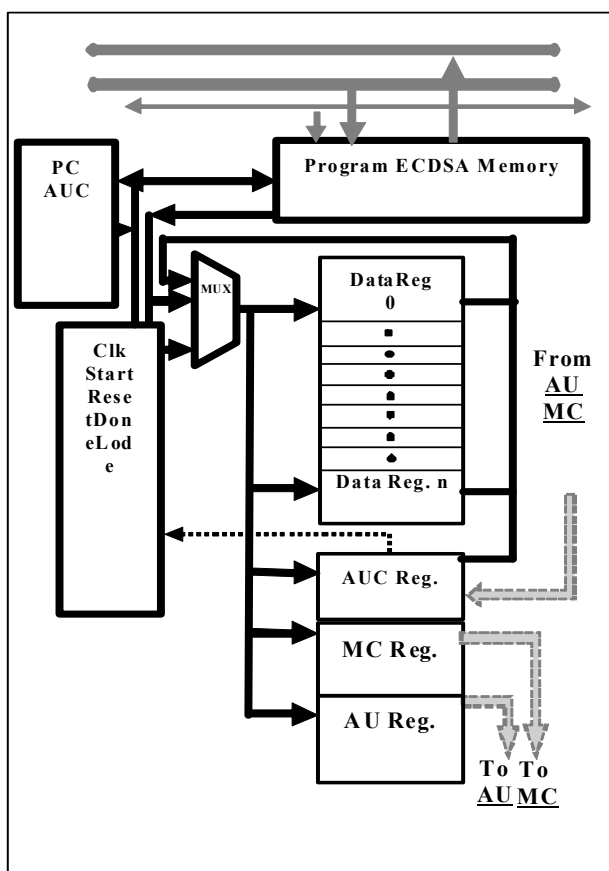 PC
AUC
Program ECDSA Memory
MUX
DataReg
0
Clk
Start
Rese
tDon
eLod
e
From
AU
MC
Data Reg. n
AUC Reg.
MC Reg.
AU Reg.
To To
AU MC